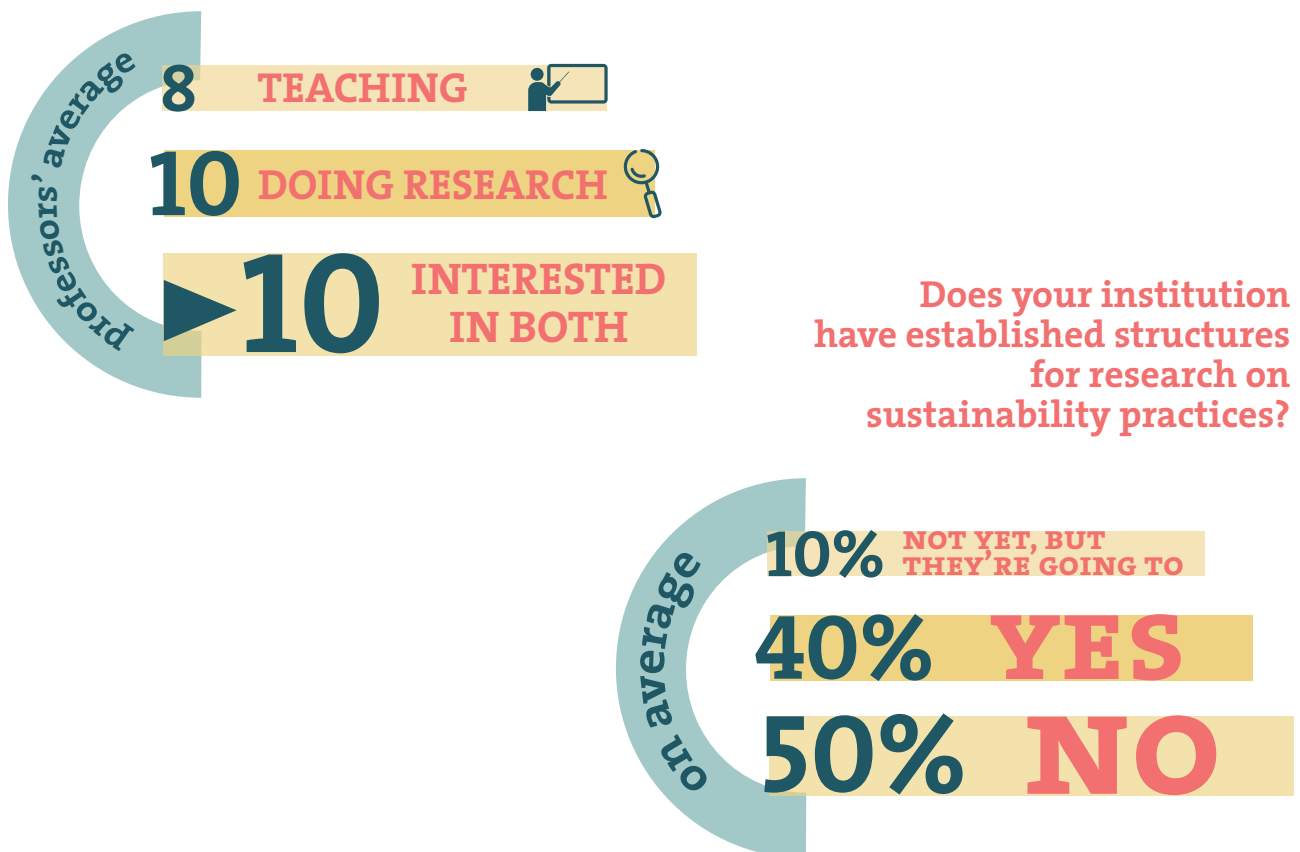 professors' average
8 TEACHING
10 DOING RESEARCH
10 INTERESTED
IN BOTH
Does your institution
have established structures
for research on
sustainability practices?
on average
10% NOT YET, BUT
THEY'RE GOING TO
40% YES
50% NO